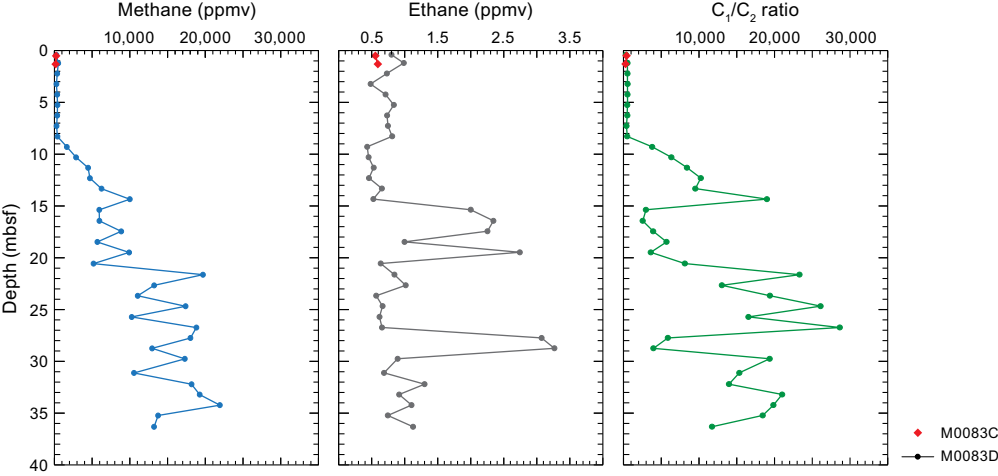 Methane (ppmv)
Ethane (ppmv)
C₁/C₂ ratio
10,000 20,000 30,000
0.5 1.5 2.5 3.5
10,000 20,000 30,000
Depth (mbsf)
0
5
10
15
20
25
30
35
40
M0083C
M0083D